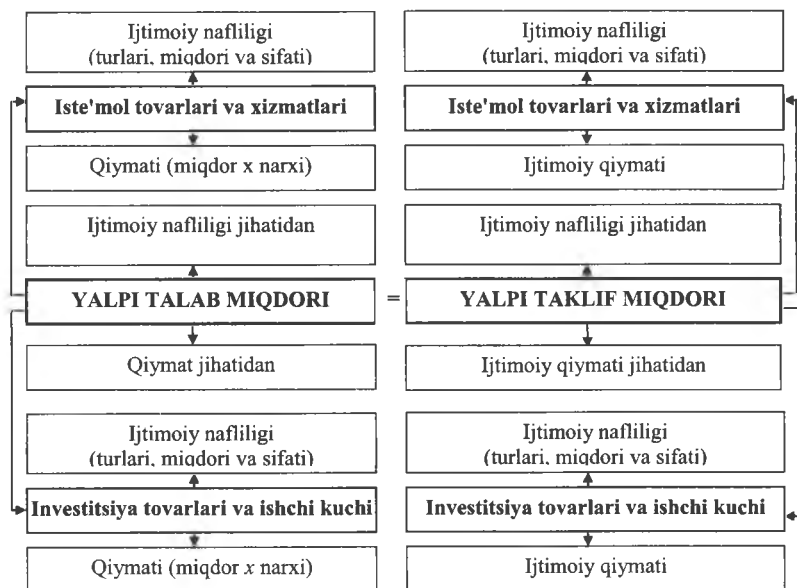 Ijtimoiy nafliligi
(turlari, miqdori va sifati)
Iste'mol tovarlari va xizmatlari
Qiymati (miqdor x narxi)
Ijtimoiy nafliligi jihatidan
YALPI TALAB MIQDORI
Qiymat jihatidan
Ijtimoiy nafliligi
(turlari, miqdori va sifati)
Investitsiya tovarlari va ishchi kuchi
Qiymati (miqdor x narxi)
=
Ijtimoiy nafliligi
(turlari, miqdori va sifati)
Iste'mol tovarlari va xizmatlari
Ijtimoiy qiymati
Ijtimoiy nafliligi jihatidan
YALPI TAKLIF MIQDORI
Ijtimoiy qiymati jihatidan
Ijtimoiy nafliligi
(turlari, miqdori va sifati)
Investitsiya tovarlari va ishchi kuchi
Ijtimoiy qiymati